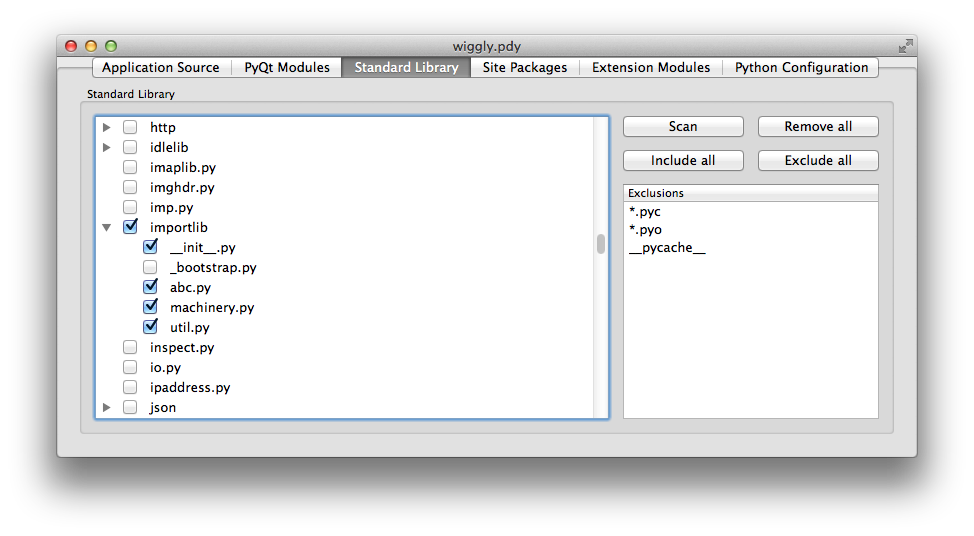 wiggly.pdy
Application Source PyQt Modules Standard Library Site Packages Extension Modules Python Configuration
Standard Library
http
idlelib
imaplib.py
imghdr.py
imp.py
importlib
__init__.py
_bootstrap.py
abc.py
machinery.py
util.py
inspect.py
io.py
ipaddress.py
json
Scan Remove all
Include all Exclude all
Exclusions
*.pyc
*.pyo
__pycache__